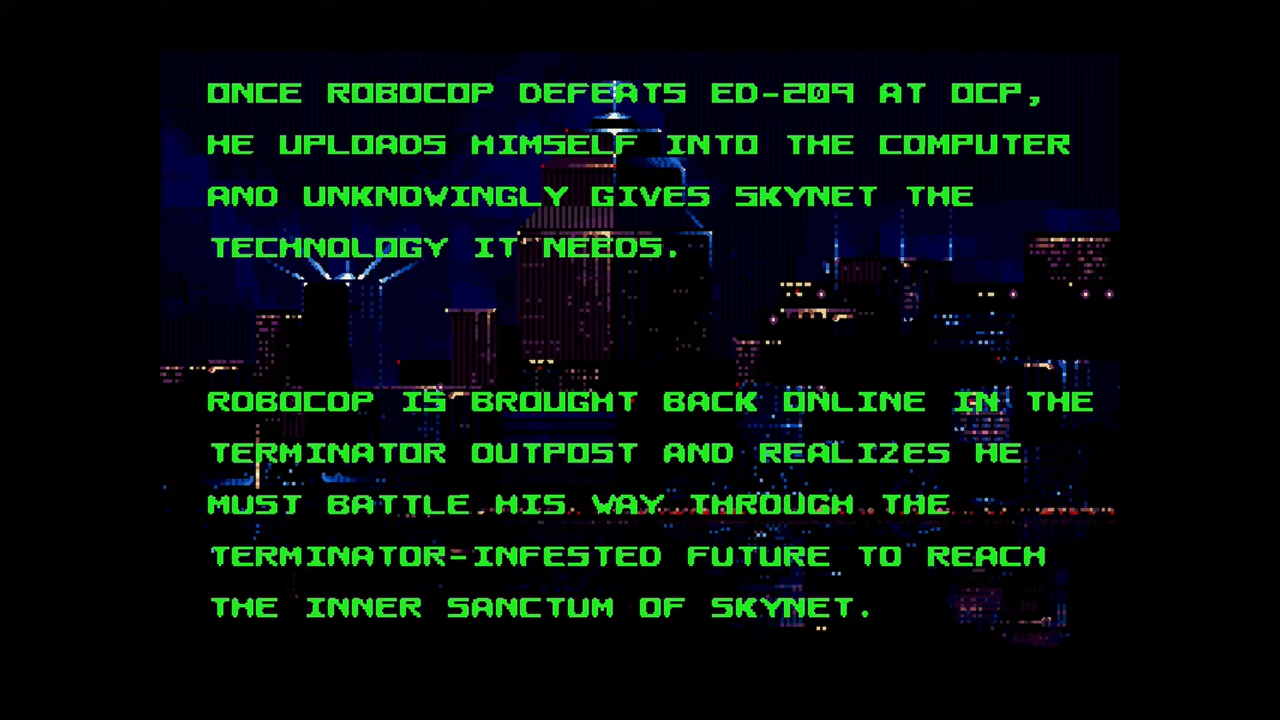 ONCE ROBOCOP DEFEATS ED-209 AT OCP,
HE UPLOADS HIMSELF INTO THE COMPUTER
AND UNKNOWINGLY GIVES SKYNET THE
TECHNOLOGY IT NEEDS.
ROBOCOP IS BROUGHT BACK ONLINE IN THE
TERMINATOR OUTPOST AND REALIZES HE
MUST BATTLE HIS WAY THROUGH THE
TERMINATOR-INFESTED FUTURE TO REACH
THE INNER SANCTUM OF SKYNET.